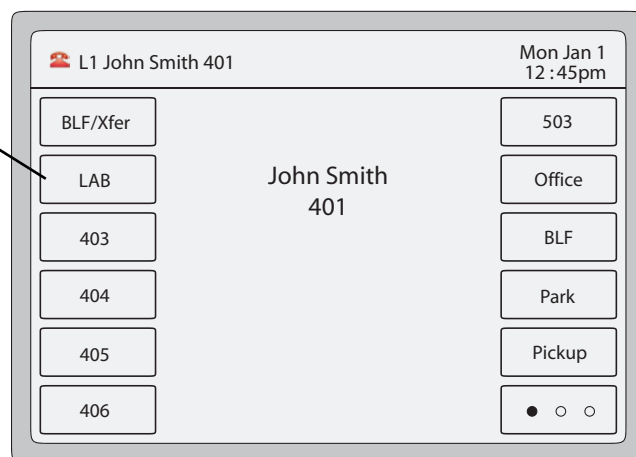 L1 John Smith 401
Mon Jan 1
12 :45pm
BLF/Xfer
LAB
403
404
405
406
John Smith
401
503
Office
BLF
Park
Pickup